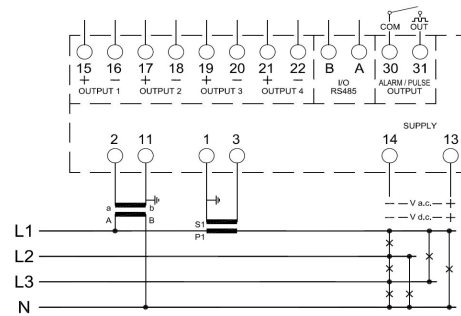 COM OUT
15 16 17 18 19 20 21 22 B A 30 31
+ - + - + - + -
OUTPUT 1 OUTPUT 2 OUTPUT 3 OUTPUT 4 I/O RS485 ALARM / PULSE OUTPUT
SUPPLY
2 11 1 3 14 13
a b
A B
S1
P1
- V a.c. +
- V d.c. +
L1
L2
L3
N